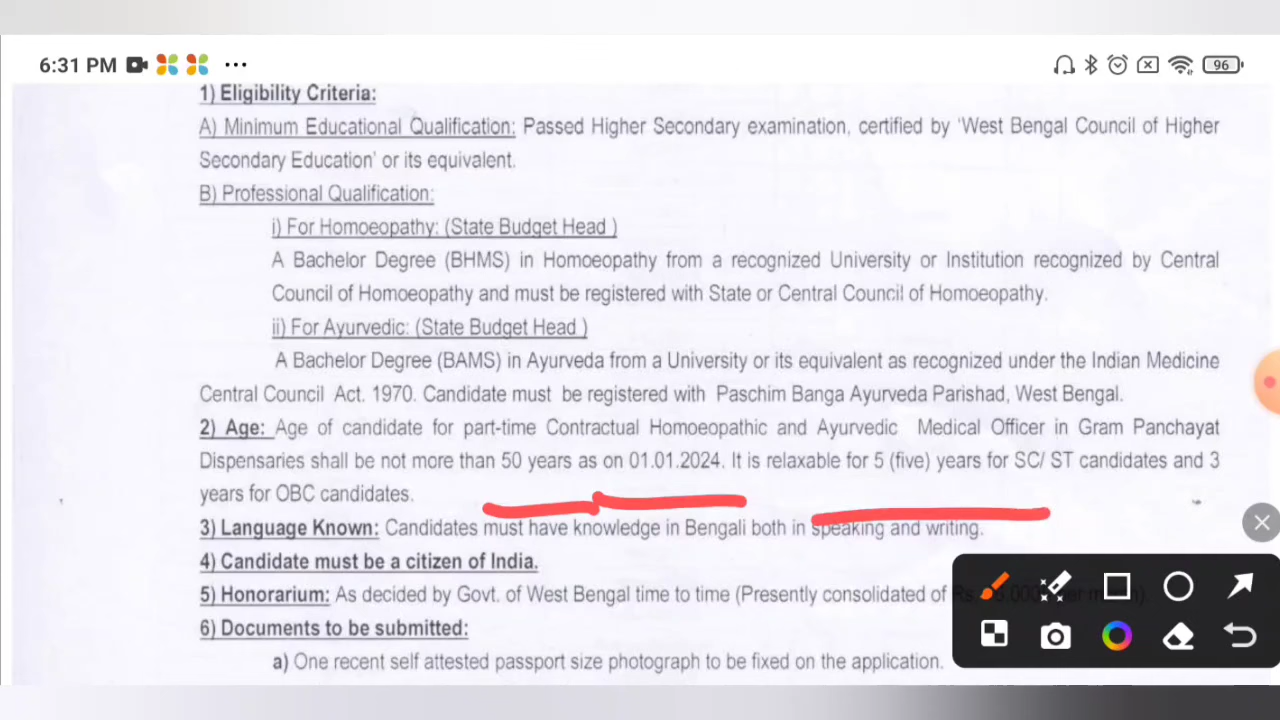 6:31 PM
96
1) Eligibility Criteria:
A) Minimum Educational Qualification: Passed Higher Secondary examination, certified by 'West Bengal Council of Higher
Secondary Education' or its equivalent.
B) Professional Qualification:
i) For Homoeopathy: (State Budget Head )
A Bachelor Degree (BHMS) in Homoeopathy from a recognized University or Institution recognized by Central
Council of Homoeopathy and must be registered with State or Central Council of Homoeopathy.
ii) For Ayurvedic: (State Budget Head )
A Bachelor Degree (BAMS) in Ayurveda from a University or its equivalent as recognized under the Indian Medicine
Central Council Act. 1970. Candidate must be registered with Paschim Banga Ayurveda Parishad, West Bengal.
2) Age: Age of candidate for part-time Contractual Homoeopathic and Ayurvedic Medical Officer in Gram Panchayat
Dispensaries shall be not more than 50 years as on 01.01.2024. It is relaxable for 5 (five) years for SC/ ST candidates and 3
years for OBC candidates.
3) Language Known: Candidates must have knowledge in Bengali both in speaking and writing.
4) Candidate must be a citizen of India.
5) Honorarium: As decided by Govt. of West Bengal time to time (Presently consolidated of
6) Documents to be submitted:
a) One recent self attested passport size photograph to be fixed on the application.